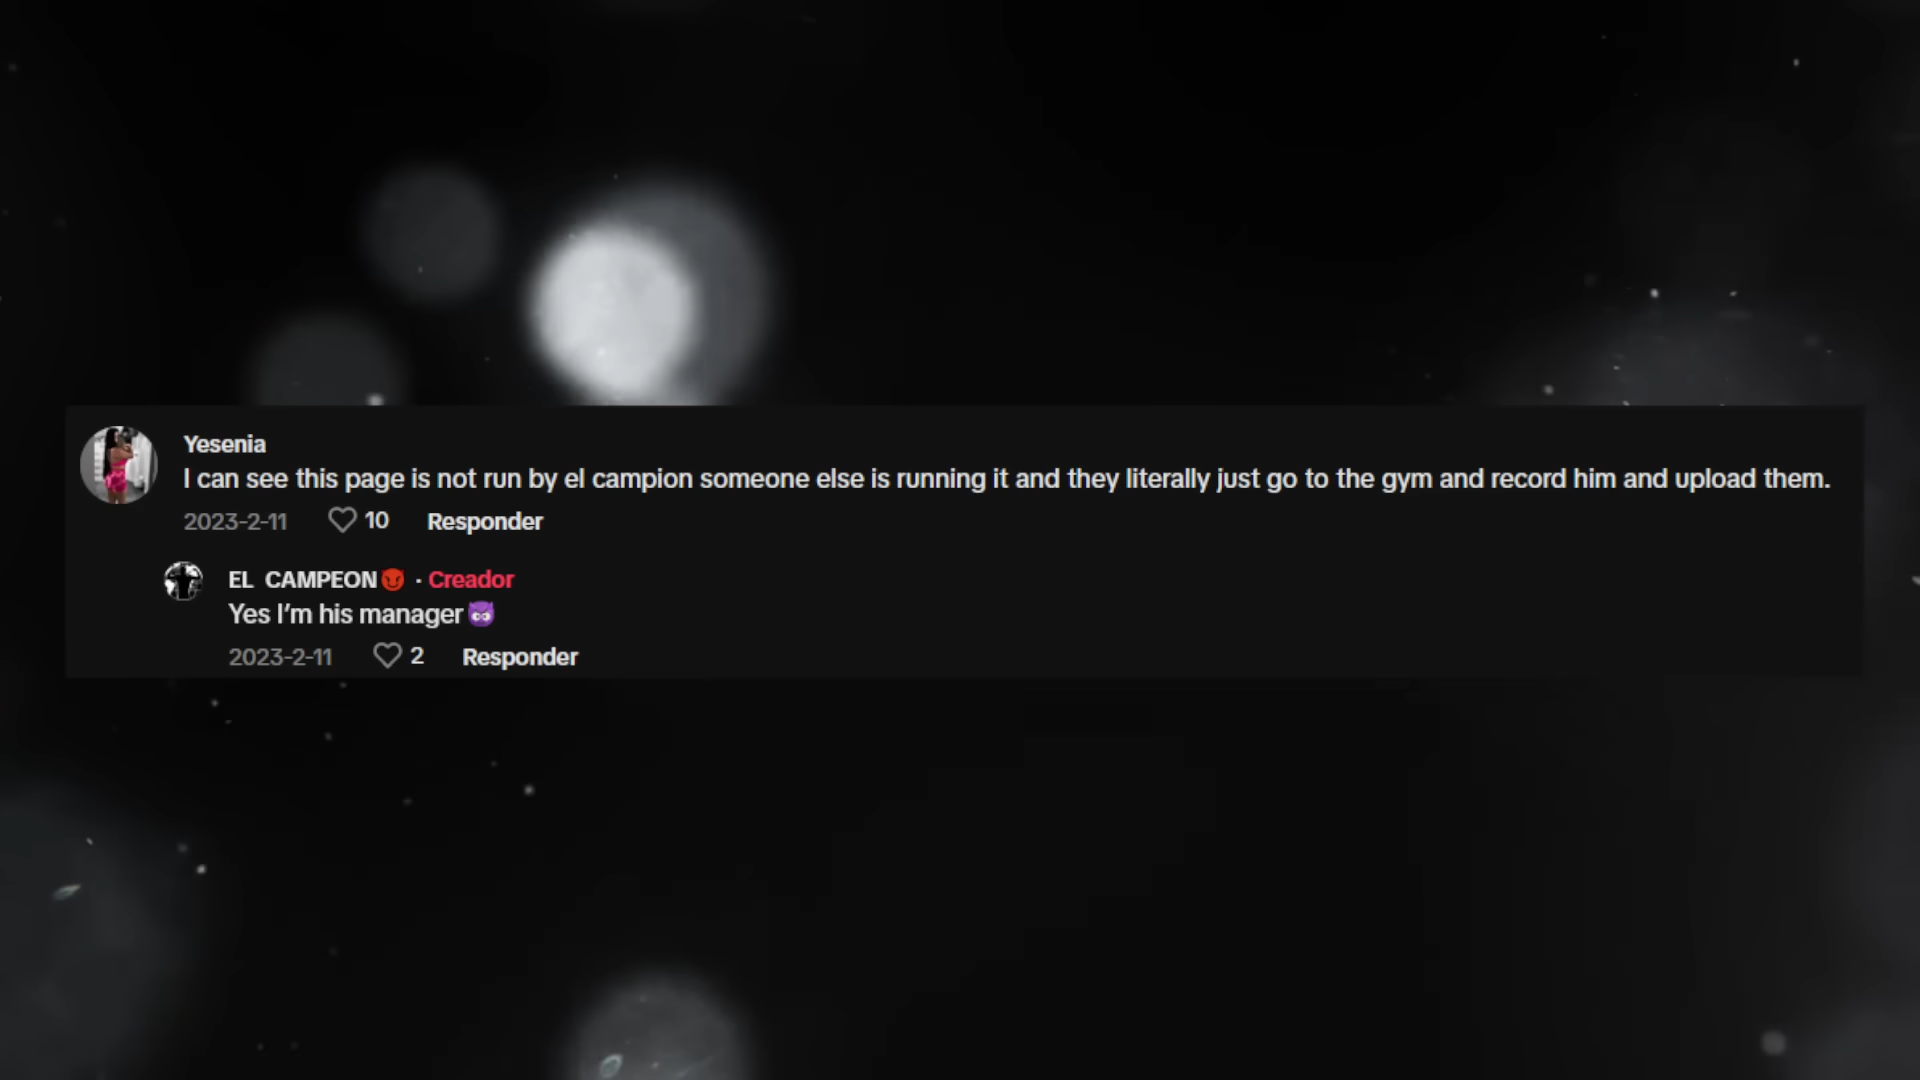 Yesenia
I can see this page is not run by el campion someone else is running it and they literally just go to the gym and record him and upload them.
2023-2-11 10 Responder
EL CAMPEON😈 · Creador
Yes I’m his manager😈
2023-2-11 2 Responder